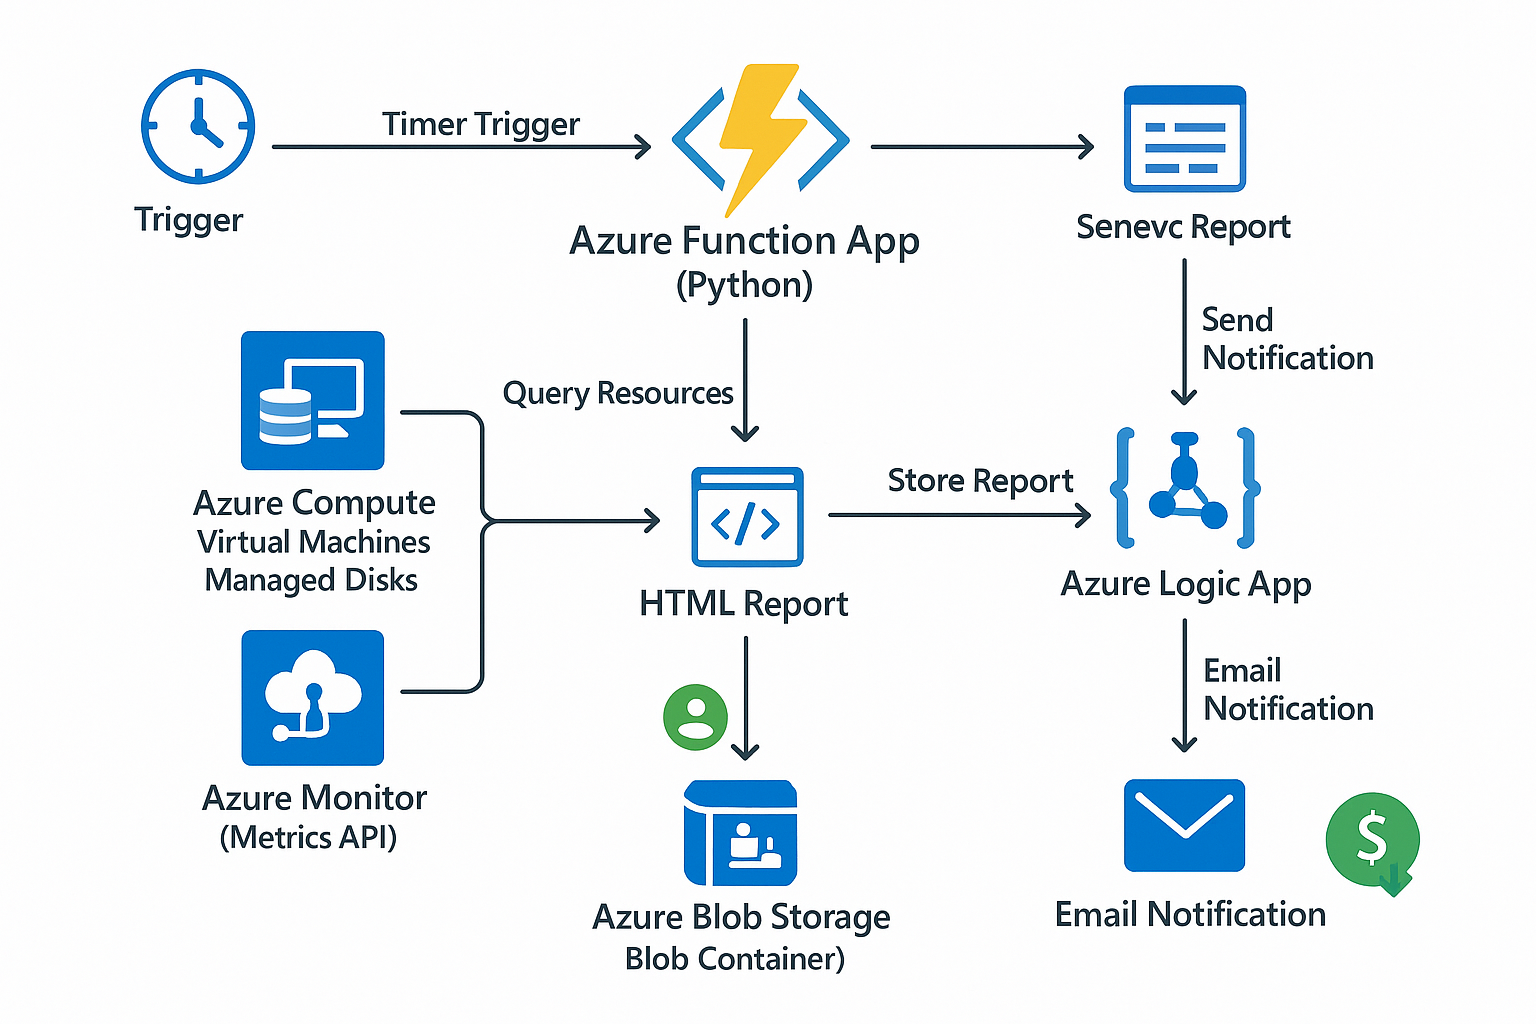 Timer Trigger
Trigger
Azure Function App
(Python)
Senevc Report
Send
Notification
Query Resources
Azure Compute
Virtual Machines
Managed Disks
HTML Report
Store Report
Azure Logic App
Azure Monitor
(Metrics API)
Email
Notification
Azure Blob Storage
Blob Container)
$
Email Notification